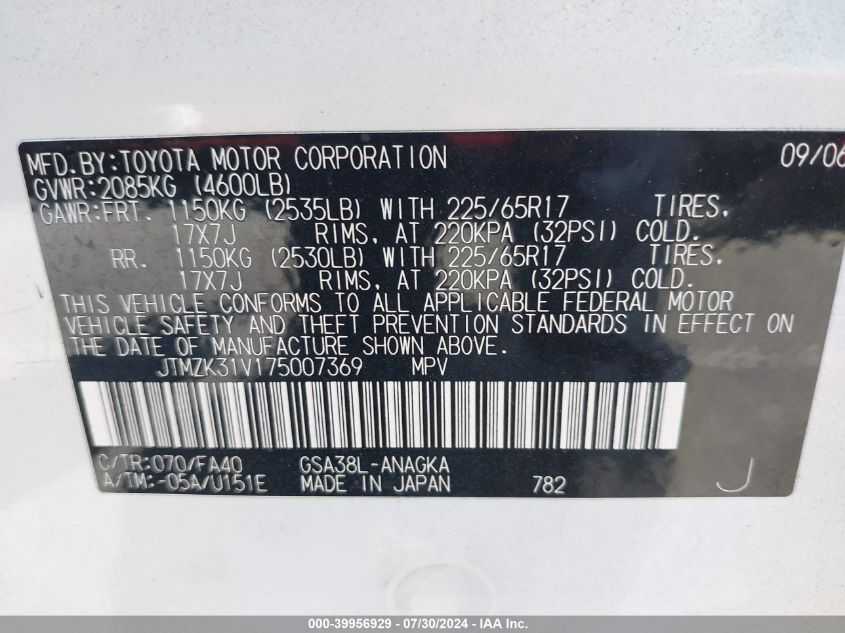 MFD.BY:TOYOTA MOTOR CORPORATION 09/06
GVWR:2085KG (4600LB)
GAWR:FRT. 1150KG (2535LB) WITH 225/65R17 TIRES,
17X7J RIMS, AT 220KPA (32PSI) COLD.
RR. 1150KG (2530LB) WITH 225/65R17 TIRES,
17X7J RIMS, AT 220KPA (32PSI) COLD.
THIS VEHICLE CONFORMS TO ALL APPLICABLE FEDERAL MOTOR
VEHICLE SAFETY AND THEFT PREVENTION STANDARDS IN EFFECT ON
THE DATE OF MANUFACTURE SHOWN ABOVE.
JTMZK31V175007369 MPV
C/TR:070/FA40 GSA38L-ANAGKA
A/TM:-05A/U151E MADE IN JAPAN 782 J
000-39956929 - 07/30/2024 - IAA Inc.